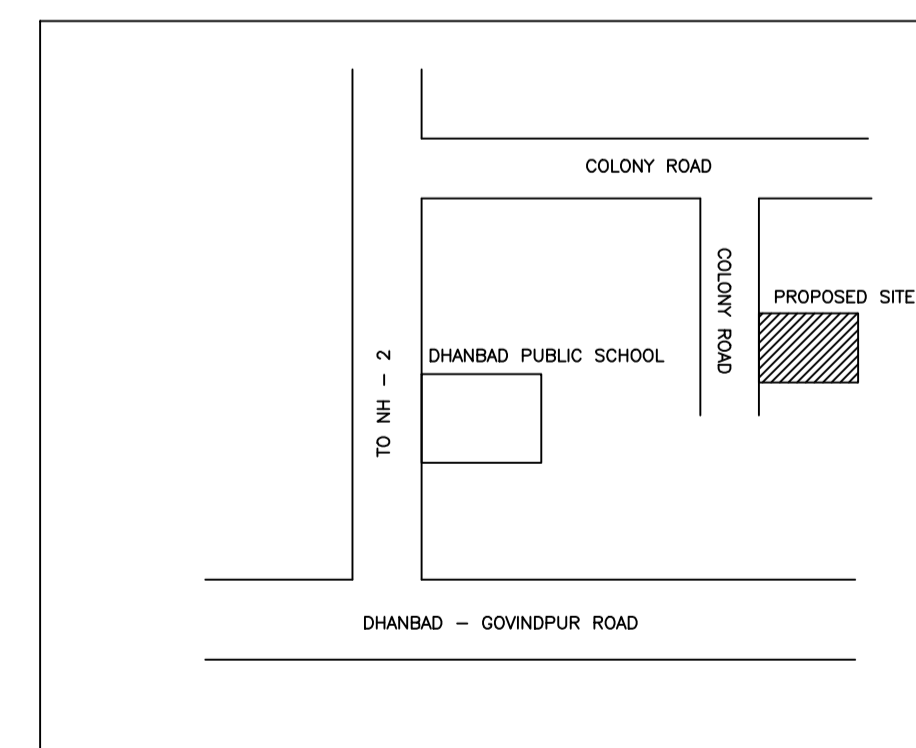 COLONY ROAD
COLONY ROAD
PROPOSED SITE
DHANBAD PUBLIC SCHOOL
TO NH - 2
DHANBAD - GOVINDPUR ROAD